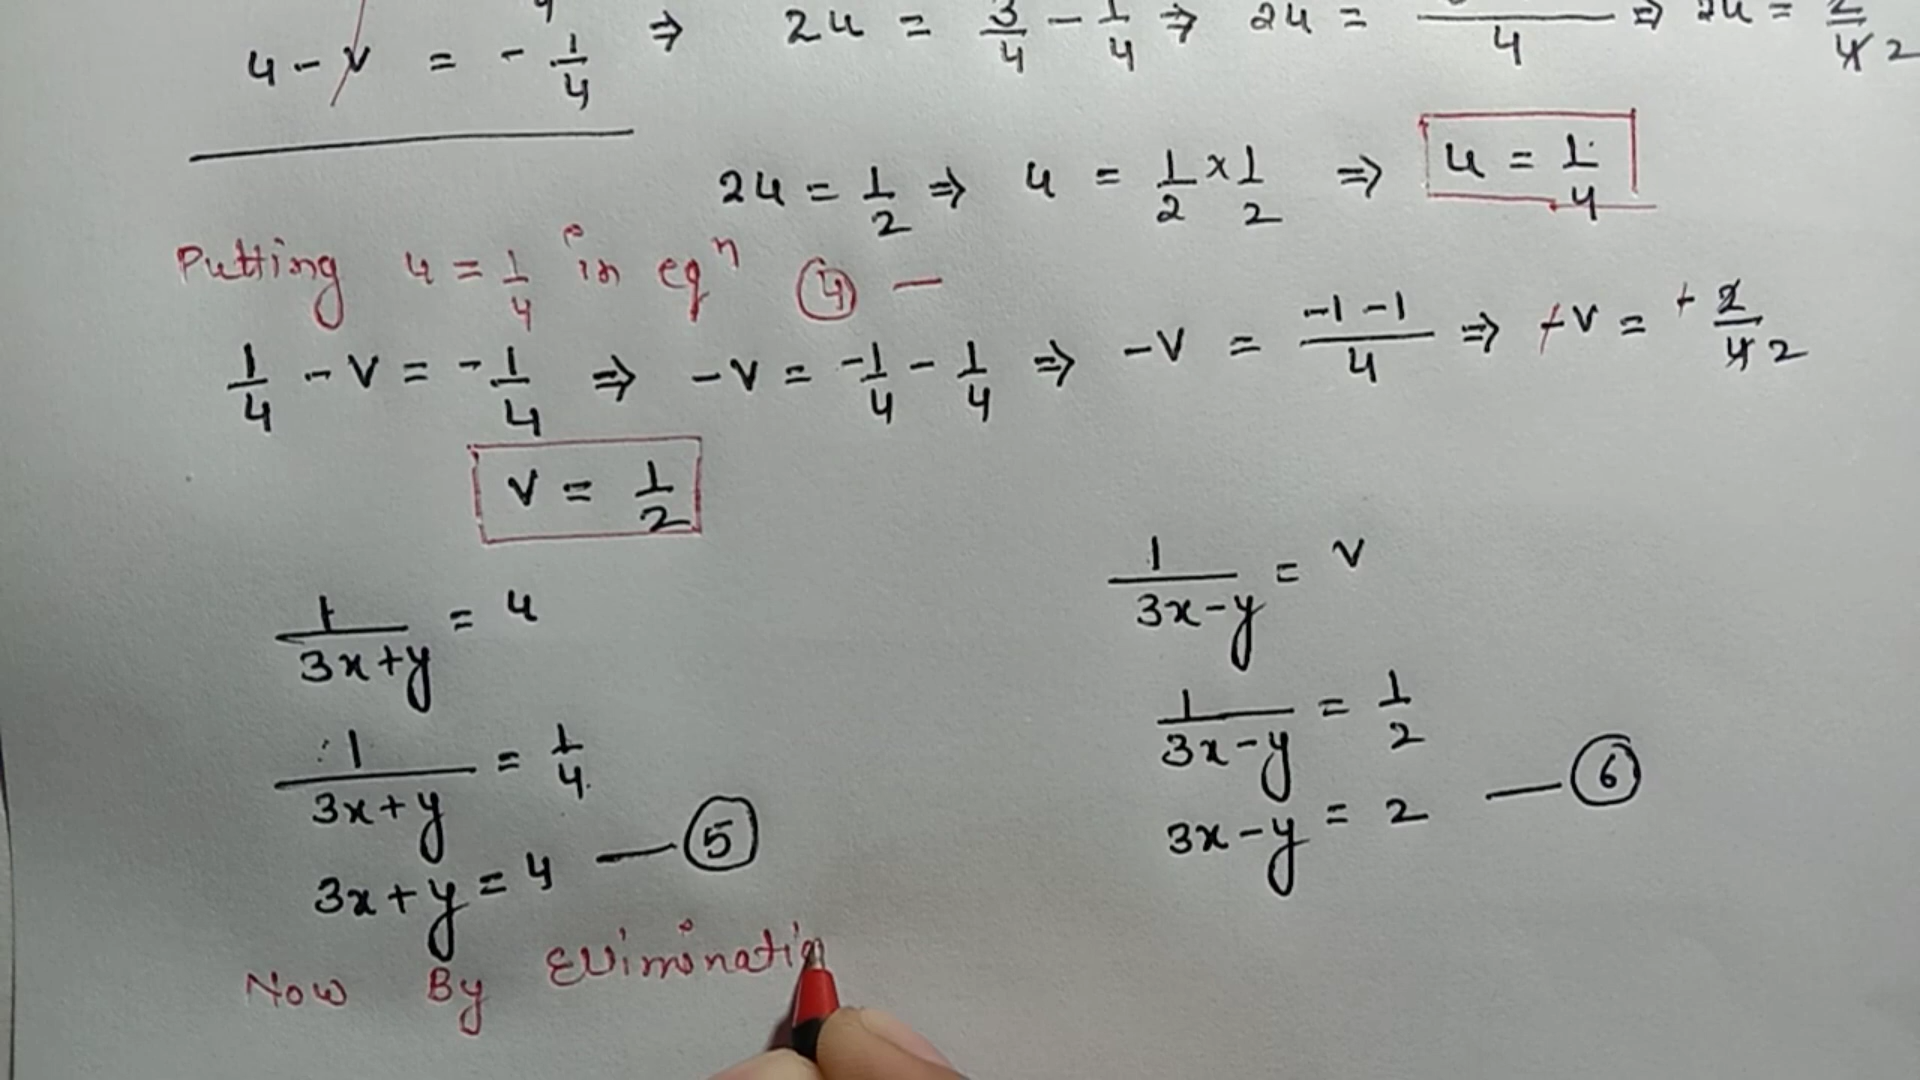 2u = 3/4 - 1/4 ⇒ 2u = /4 ⇒ 2u = 2/4 2
u - v = - 1/4 ⇒
2u = 1/2 ⇒ u = 1/2 × 1/2 ⇒ u = 1/4
Putting u = 1/4 in eqⁿ ④ —
1/4 - v = - 1/4 ⇒ -v = -1/4 - 1/4 ⇒ -v = (-1 -1)/4 ⇒ -v = + 2/4 2
v = 1/2
1/(3x+y) = u
1/(3x+y) = 1/4
3x+y = 4 — ⑤
1/(3x-y) = v
1/(3x-y) = 1/2
3x-y = 2 — ⑥
Now By Elimination